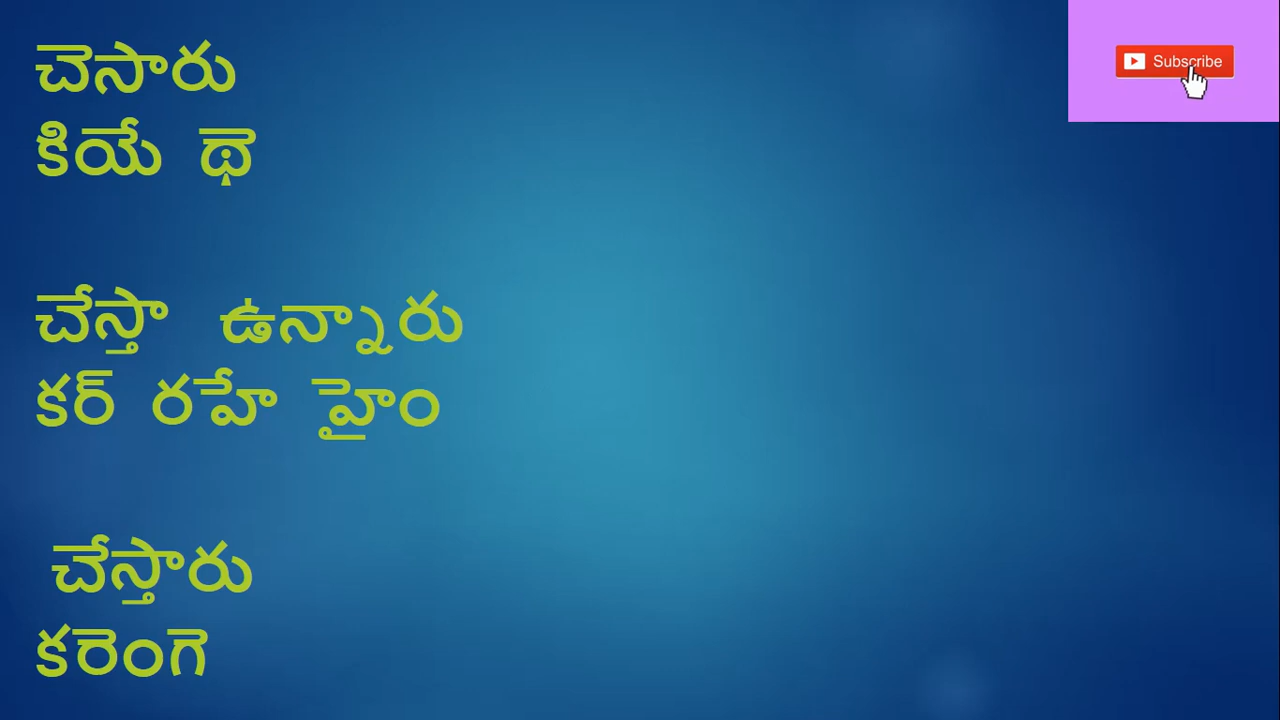 చెసారు
Subscribe
కియే థె
చేస్తా ఉన్నారు
కర్ రహే హైం
చేస్తారు
కరెంగె